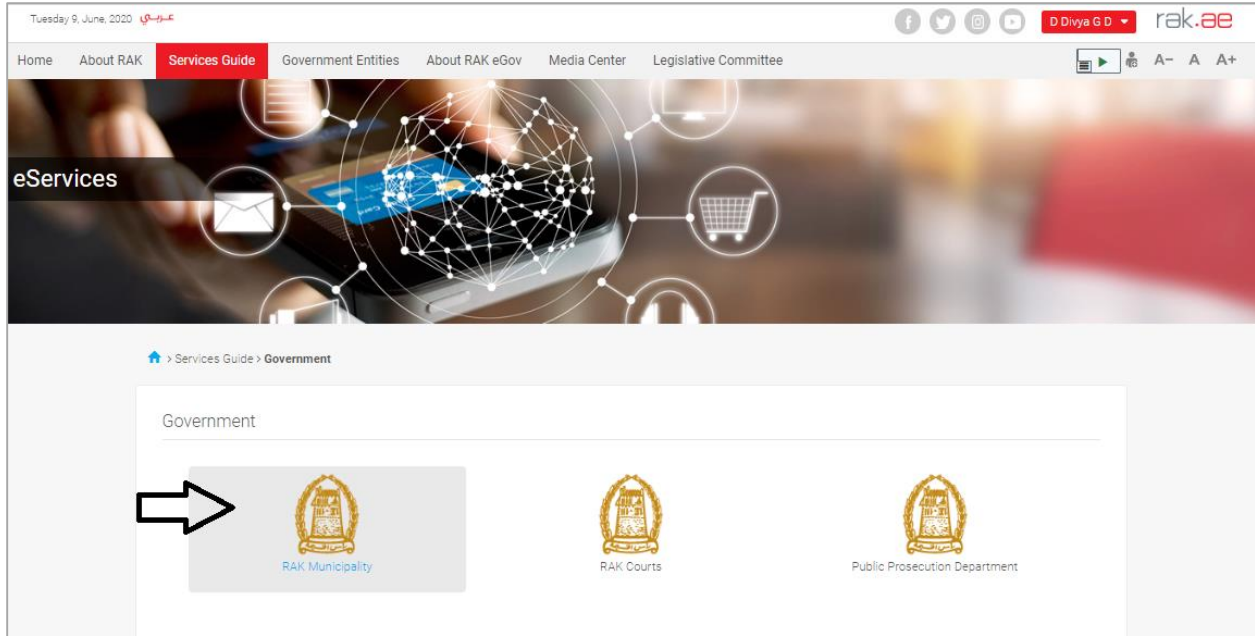 Tuesday 9, June, 2020 عربي
D Divya G D
rak.ae
Home About RAK Services Guide Government Entities About RAK eGov Media Center Legislative Committee A- A A+
eServices
> Services Guide > Government
Government
RAK Municipality RAK Courts Public Prosecution Department